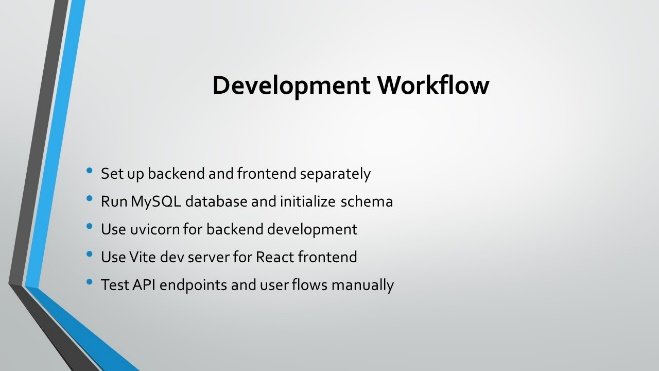 Development Workflow
• Set up backend and frontend separately
• Run MySQL database and initialize schema
• Use uvicorn for backend development
• Use Vite dev server for React frontend
• Test API endpoints and user flows manually